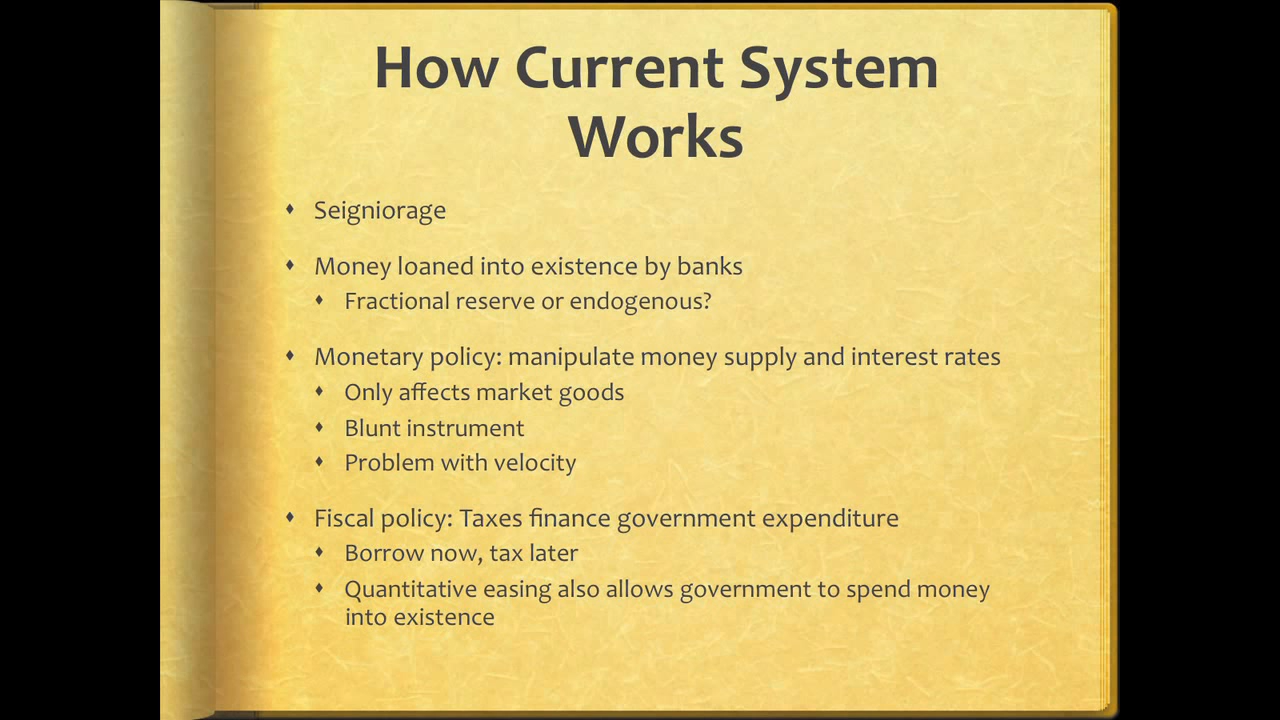 How Current System
Works
♦ Seigniorage
♦ Money loaned into existence by banks
♦ Fractional reserve or endogenous?
♦ Monetary policy: manipulate money supply and interest rates
♦ Only affects market goods
♦ Blunt instrument
♦ Problem with velocity
♦ Fiscal policy: Taxes finance government expenditure
♦ Borrow now, tax later
♦ Quantitative easing also allows government to spend money
into existence